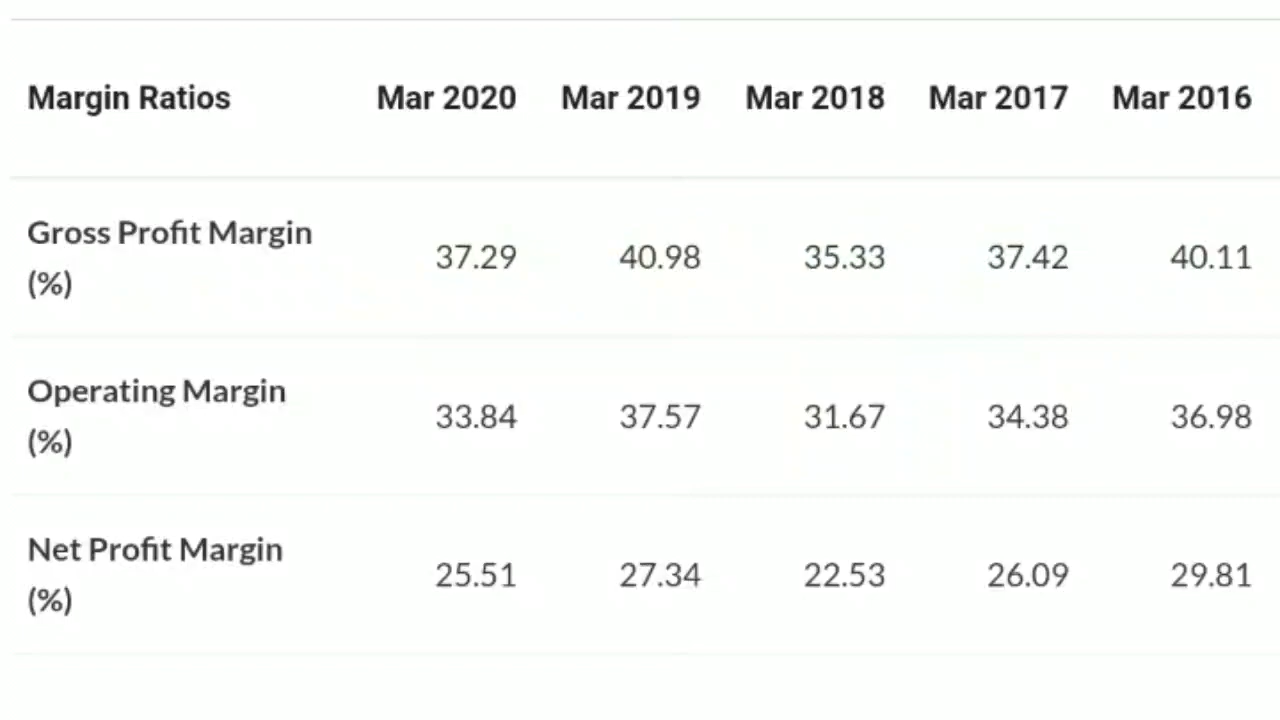 Margin Ratios Mar 2020 Mar 2019 Mar 2018 Mar 2017 Mar 2016
Gross Profit Margin
(%) 37.29 40.98 35.33 37.42 40.11
Operating Margin
(%) 33.84 37.57 31.67 34.38 36.98
Net Profit Margin
(%) 25.51 27.34 22.53 26.09 29.81